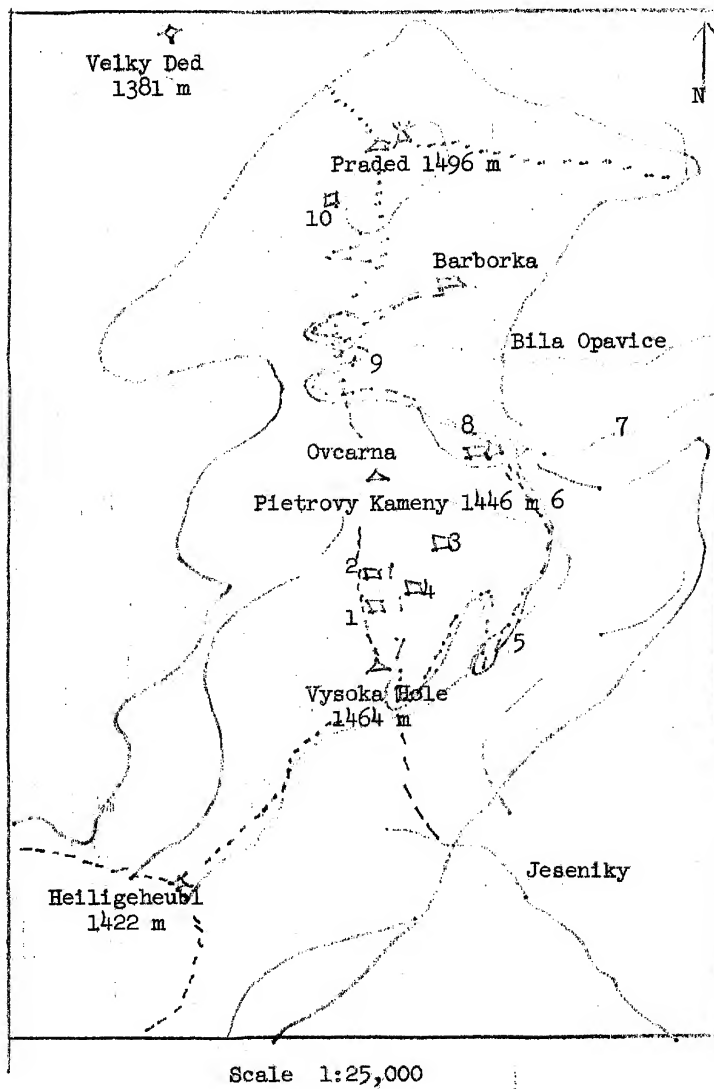 Velky Ded
1381 m
N
Praded 1496 m
10
Barborka
Bila Opavice
9
8
7
Ovcarna
Pietrovy Kameny 1446 m 6
3
2
4
1
5
Vysoka Hole
1464 m
Jeseniky
Heiligeheubl
1422 m
Scale 1:25,000